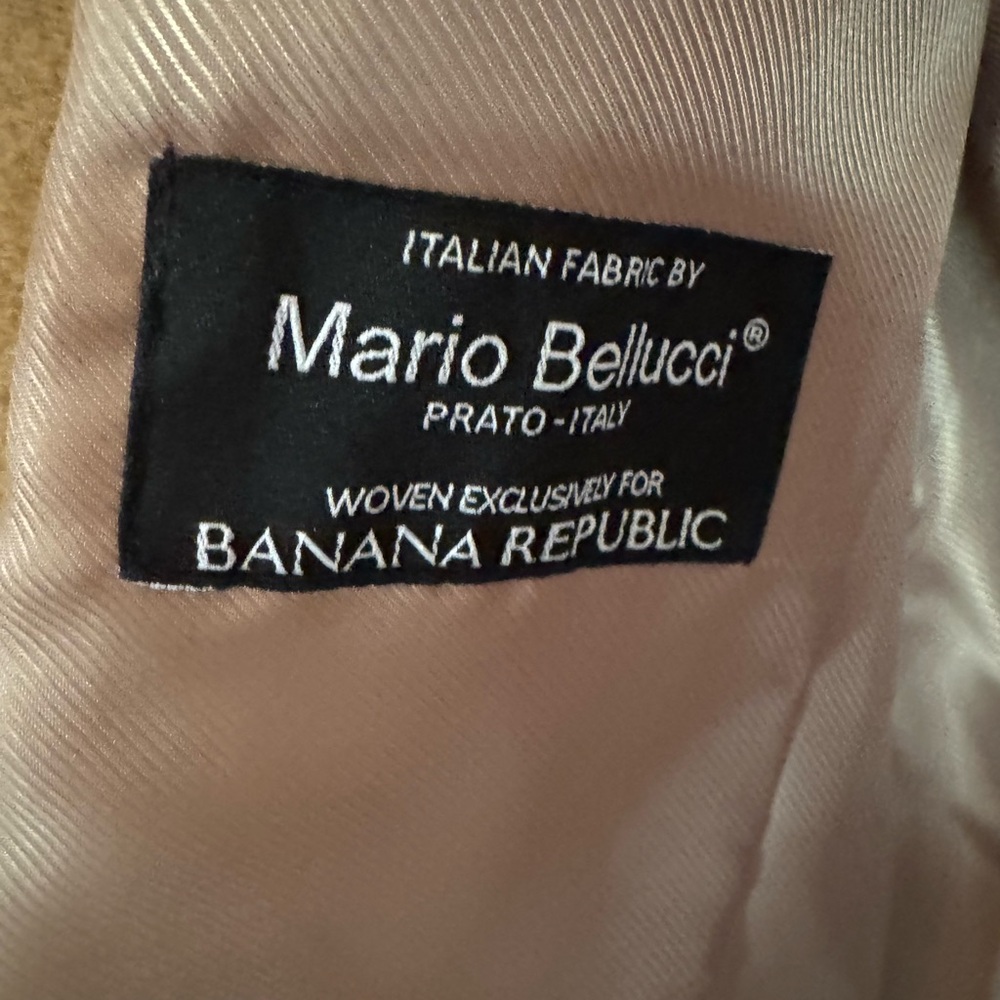 ITALIAN FABRIC BY
Mario Bellucci®
PRATO-ITALY
WOVEN EXCLUSIVELY FOR
BANANA REPUBLIC